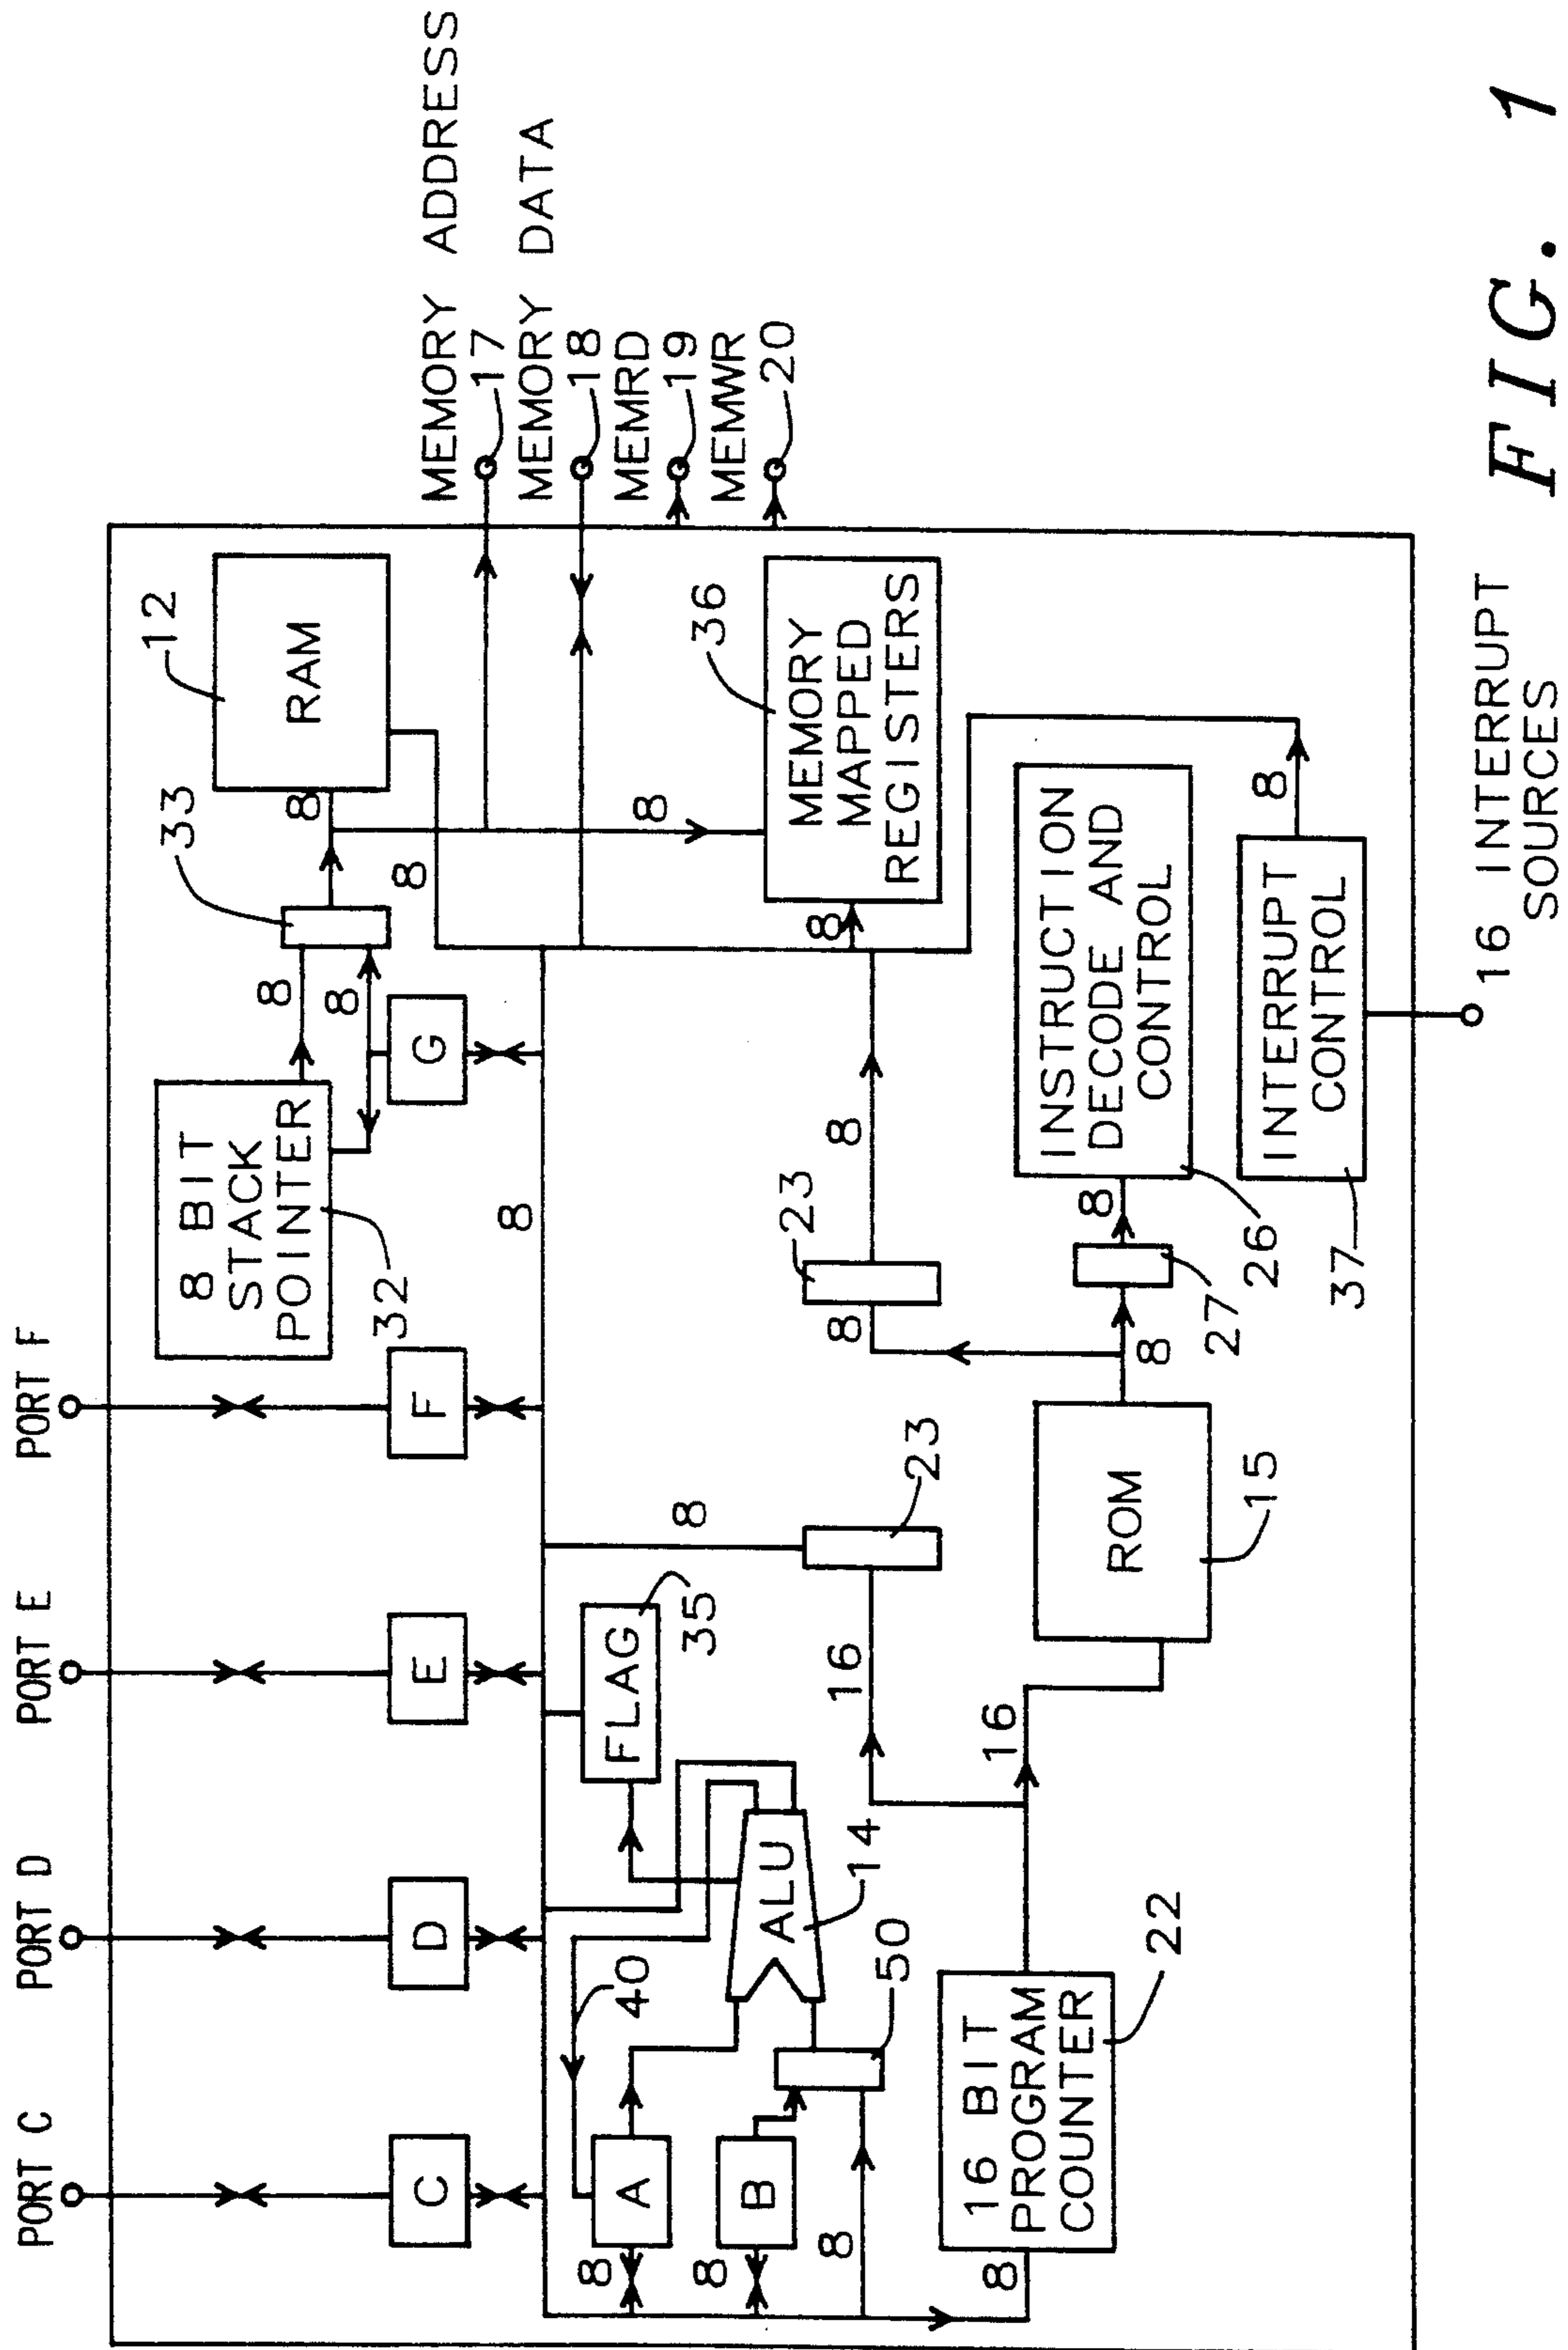 PORT C
PORT D
PORT E
PORT F
C
D
E
F
8 BIT
STACK
POINTER
32
8
8
G
33
8
RAM
12
8
8
MEMORY ADDRESS
17
MEMORY DATA
18
MEMRD
19
MEMWR
20
8
A
8
40
B
8
8
50
ALU
14
FLAG
35
8
23
16
8
23
8
8
8
MEMORY
MAPPED
REGISTERS
36
8
16 BIT
PROGRAM
COUNTER
22
16
ROM
15
8
27
8
INSTRUCTION
DECODE AND
CONTROL
26
INTERRUPT
CONTROL
37
8
16 INTERRUPT
SOURCES
FIG. 1